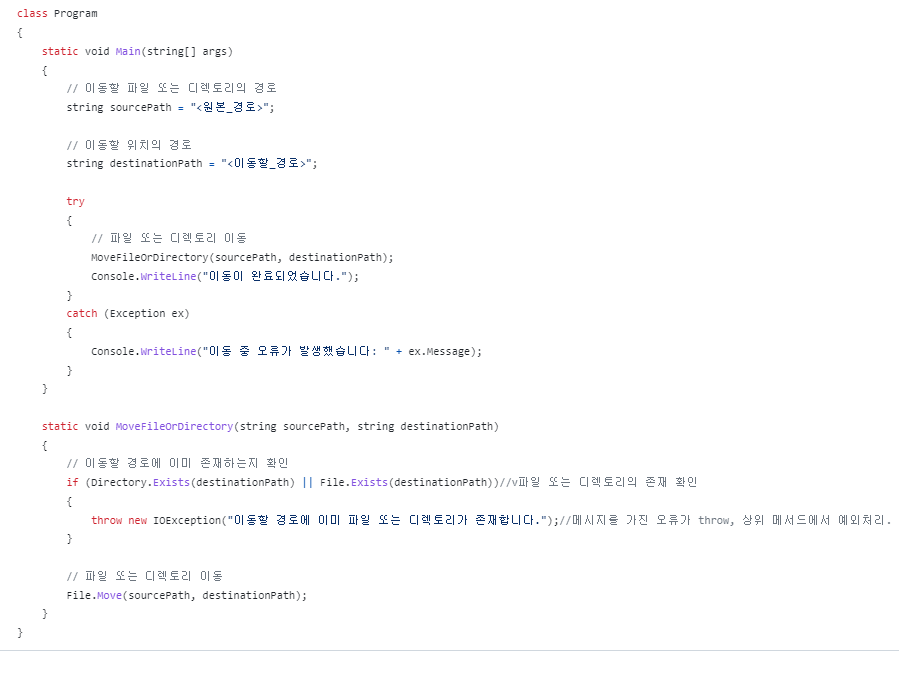 class Program
{
    static void Main(string[] args)
    {
        // 이동할 파일 또는 디렉토리의 경로
        string sourcePath = "<원본_경로>";

        // 이동할 위치의 경로
        string destinationPath = "<이동할_경로>";

        try
        {
            // 파일 또는 디렉토리 이동
            MoveFileOrDirectory(sourcePath, destinationPath);
            Console.WriteLine("이동이 완료되었습니다.");
        }
        catch (Exception ex)
        {
            Console.WriteLine("이동 중 오류가 발생했습니다: " + ex.Message);
        }
    }

    static void MoveFileOrDirectory(string sourcePath, string destinationPath)
    {
        // 이동할 경로에 이미 존재하는지 확인
        if (Directory.Exists(destinationPath) || File.Exists(destinationPath))//v파일 또는 디렉토리의 존재 확인
        {
            throw new IOException("이동할 경로에 이미 파일 또는 디렉토리가 존재합니다.");//메시지를 가진 오류가 throw, 상위 메서드에서 예외처리.
        }

        // 파일 또는 디렉토리 이동
        File.Move(sourcePath, destinationPath);
    }
}